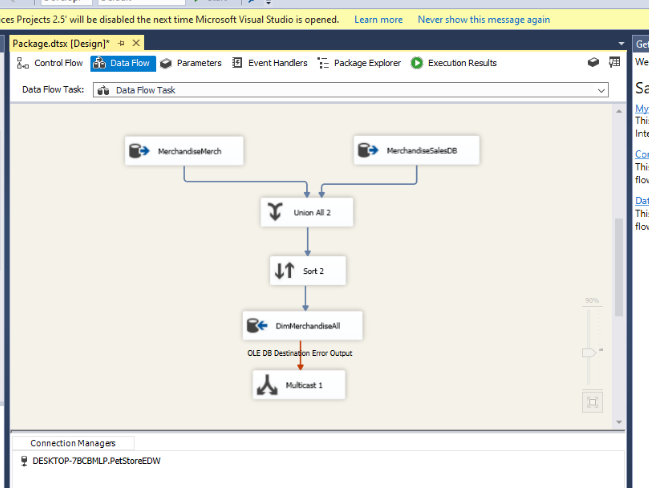 ices Projects 2.5' will be disabled the next time Microsoft Visual Studio is opened. Learn more Never show this message again
Package.dtsx [Design]*
Control Flow Data Flow Parameters Event Handlers Package Explorer Execution Results
Data Flow Task: Data Flow Task
MerchandiseMerch
MerchandiseSalesDB
Union All 2
Sort 2
DimMerchandiseAll
OLE DB Destination Error Output
Multicast 1
90%
Connection Managers
DESKTOP-7BCBMLP.PetStoreEDW
Get
We
Sa
My
This
Inte
Con
This
flow
Dat
This
flow